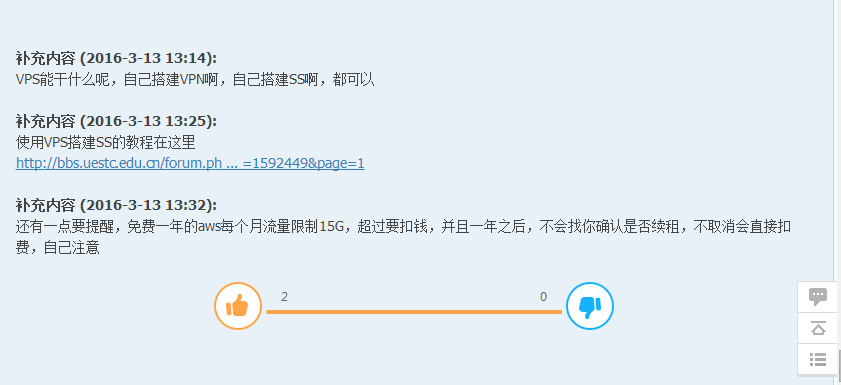 补充内容 (2016-3-13 13:14):
VPS能干什么呢，自己搭建VPN啊，自己搭建SS啊，都可以
补充内容 (2016-3-13 13:25):
使用VPS搭建SS的教程在这里
http://bbs.uestc.edu.cn/forum.ph ... =1592449&page=1
补充内容 (2016-3-13 13:32):
还有一点要提醒，免费一年的aws每个月流量限制15G，超过要扣钱，并且一年之后，不会找你确认是否续租，不取消会直接扣
费，自己注意
2 0